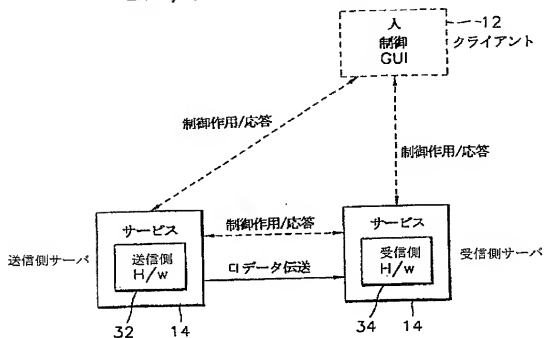 人
制御
GUI
12
クライアント
制御作用/応答
制御作用/応答
サービス
送信側
H/w
送信側サーバ
制御作用/応答
CIデータ伝送
サービス
受信側
H/w
受信側サーバ
32
14
34
14